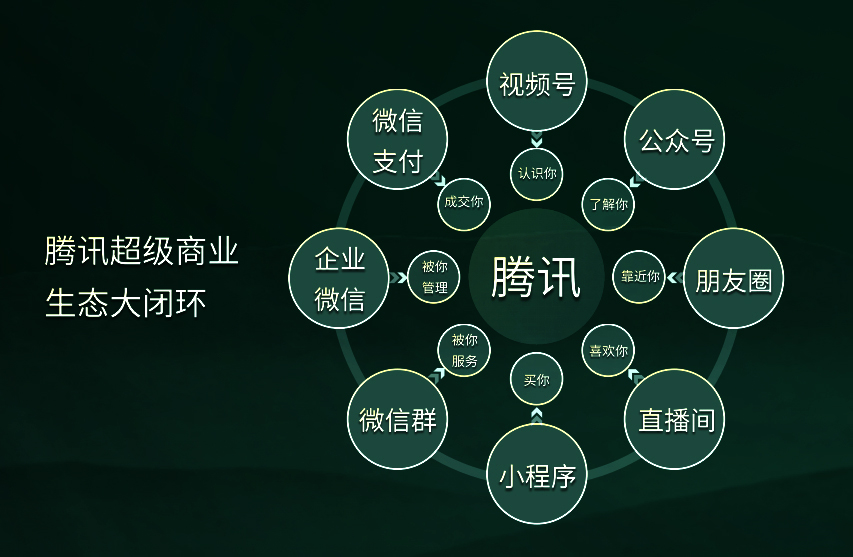 腾讯超级商业
生态大闭环
腾讯
视频号
认识你
公众号
了解你
朋友圈
靠近你
直播间
喜欢你
小程序
买你
微信群
被你
服务
企业
微信
被你
管理
微信
支付
成交你